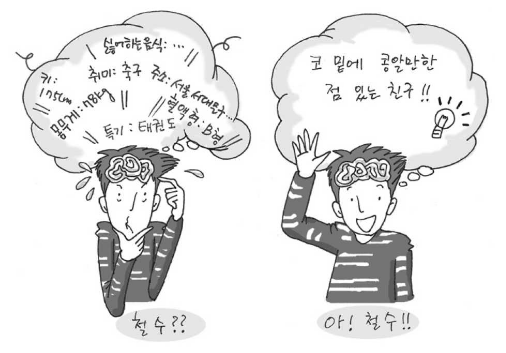 싫어하는음식: …
키:
175cm
취미: 축구
주소: 서울 서대문구…
몸무게: 78kg
혈액형: B형
특기: 태권도
철수??
코 밑에 콩알만한
점 있는 친구!!
아! 철수!!